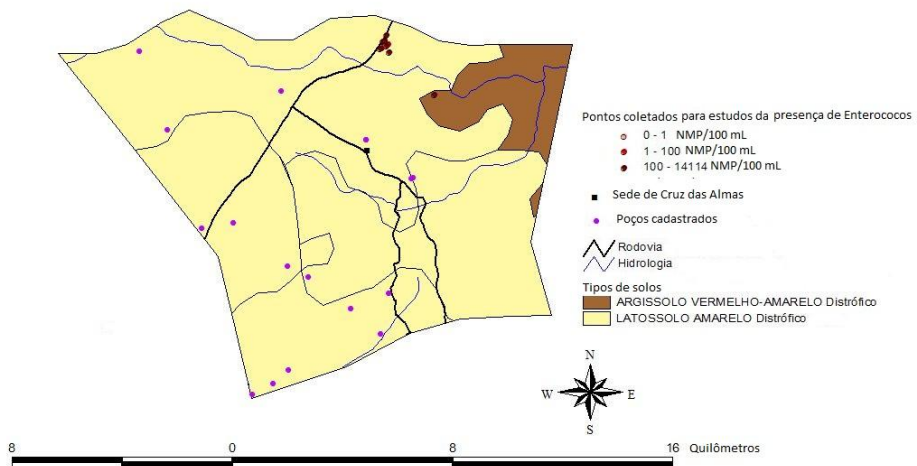 Pontos coletados para estudos da presença de Enterococos
0 - 1 NMP/100 mL
1 - 100 NMP/100 mL
100 - 14114 NMP/100 mL
Sede de Cruz das Almas
Poços cadastrados
Rodovia
Hidrologia
Tipos de solos
ARGISSOLO VERMELHO-AMARELO Distrófico
LATOSSOLO AMARELO Distrófico
N
W E
S
8 0 8 16 Quilômetros